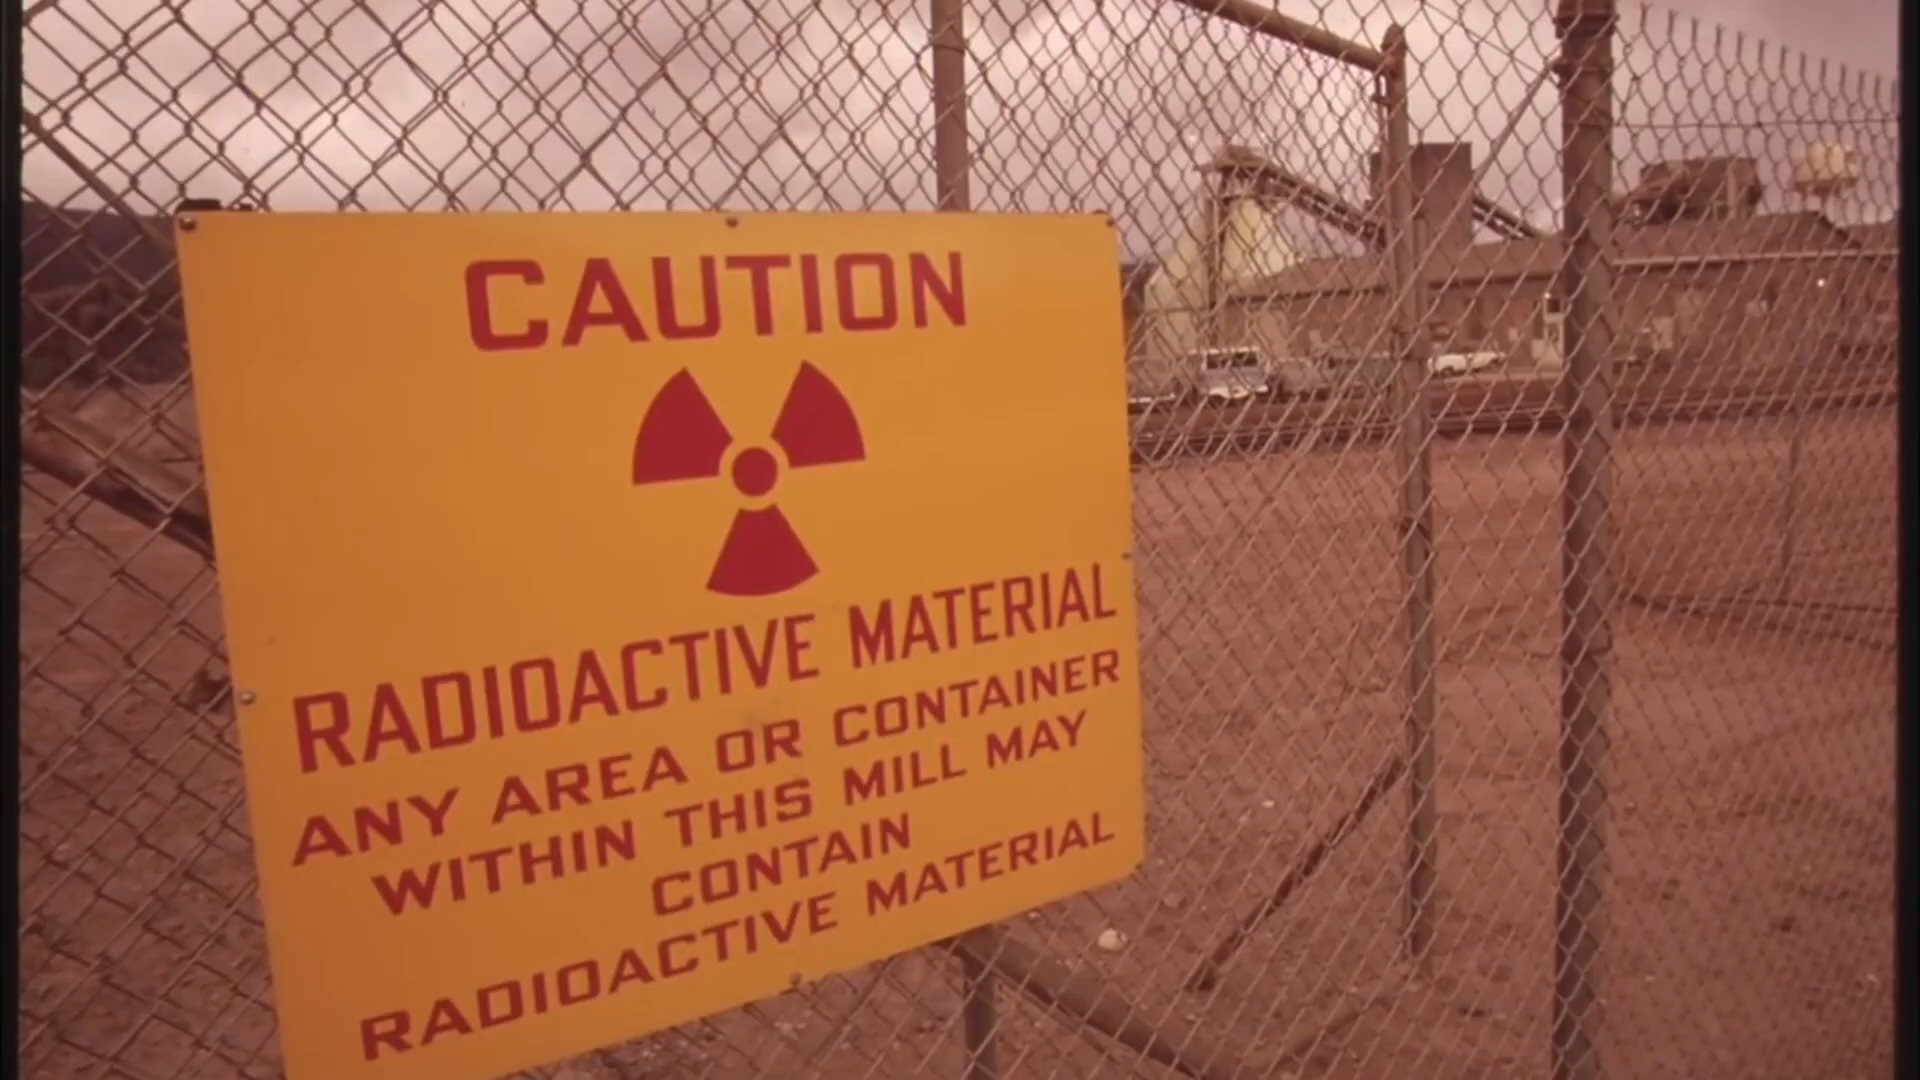 CAUTION
RADIOACTIVE MATERIAL
ANY AREA OR CONTAINER
WITHIN THIS MILL MAY
CONTAIN
RADIOACTIVE MATERIAL